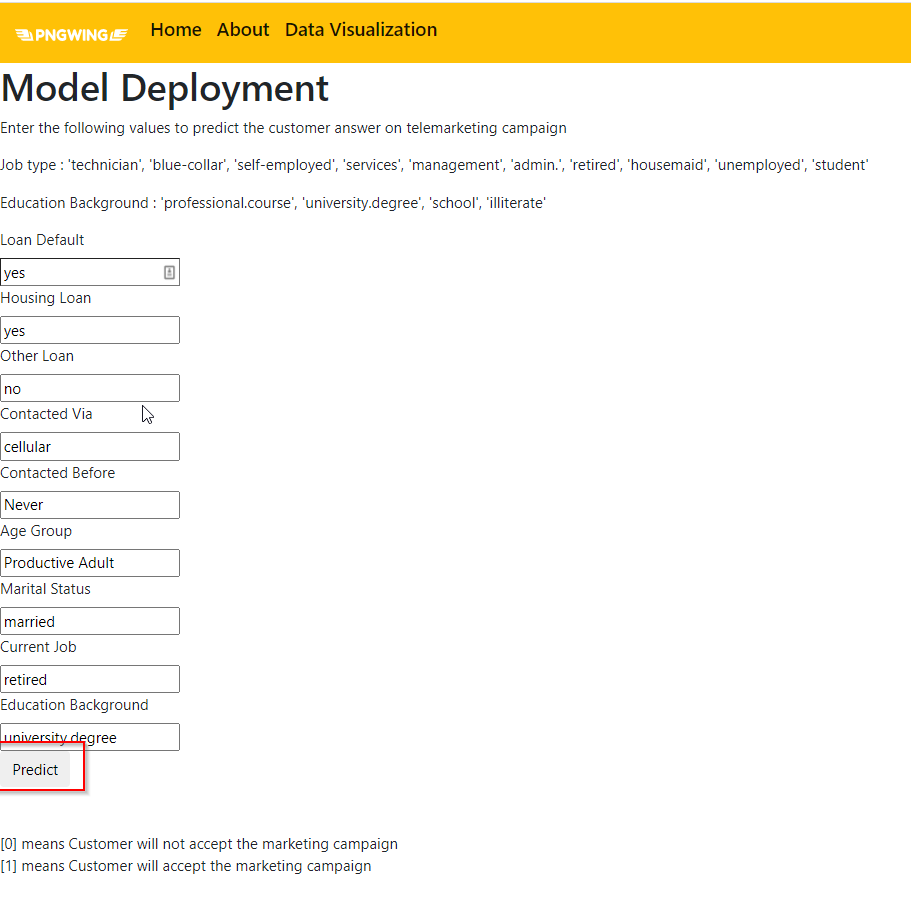 PNGWING
Home About Data Visualization
Model Deployment
Enter the following values to predict the customer answer on telemarketing campaign
Job type : 'technician', 'blue-collar', 'self-employed', 'services', 'management', 'admin.', 'retired', 'housemaid', 'unemployed', 'student'
Education Background : 'professional.course', 'university.degree', 'school', 'illiterate'
Loan Default
yes
Housing Loan
yes
Other Loan
no
Contacted Via
cellular
Contacted Before
Never
Age Group
Productive Adult
Marital Status
married
Current Job
retired
Education Background
university.degree
Predict
[0] means Customer will not accept the marketing campaign
[1] means Customer will accept the marketing campaign